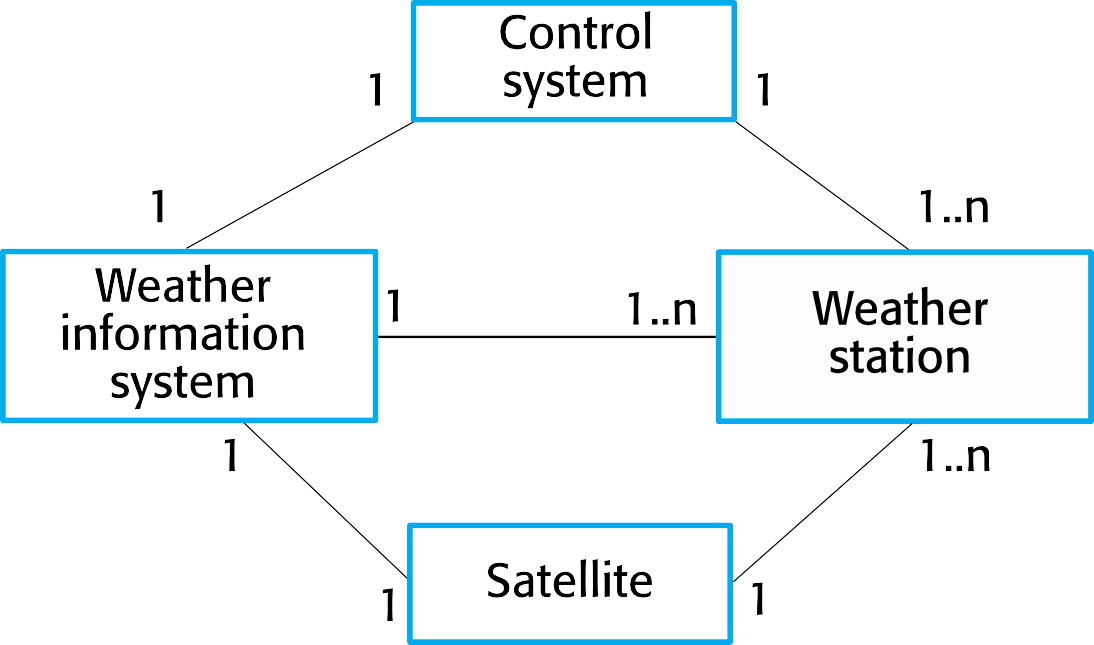 Control
system
1
1
1
1..n
Weather
information
system
1
1..n
Weather
station
1
1..n
Satellite
1
1